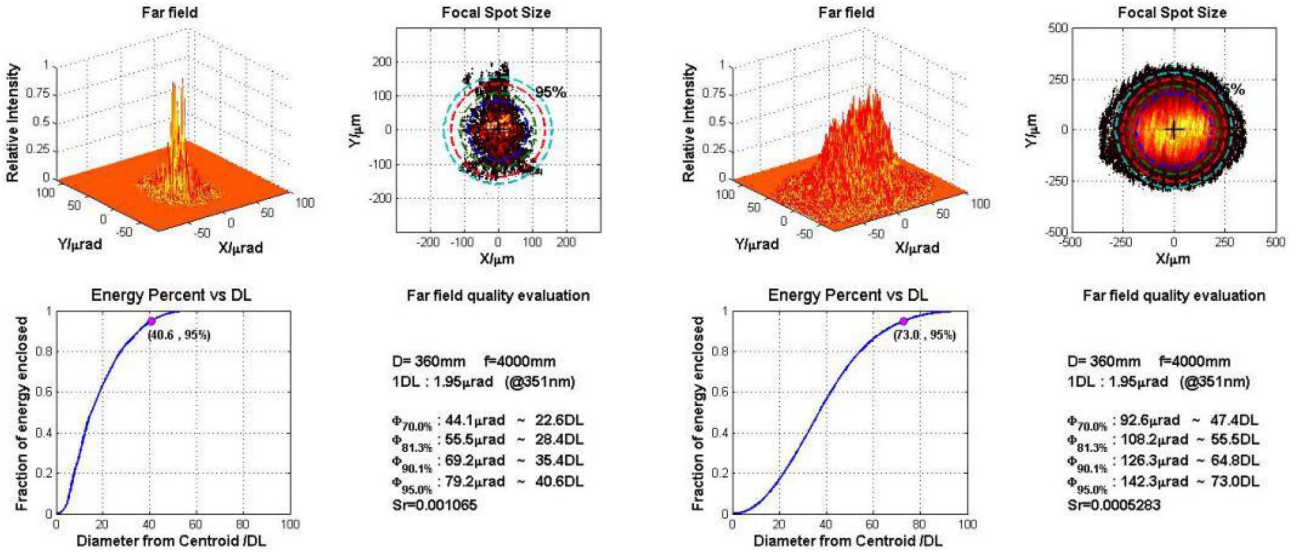 Far field
Relative Intensity
1
0.75
0.5
0.25
0
100
50
0
-50
Y/μrad
-50
0
50
100
X/μrad
Focal Spot Size
Y/μm
200
100
0
-100
-200
95%
-200
-100
0
100
200
X/μm
Far field
Relative Intensity
1
0.75
0.5
0.25
0
100
50
0
-50
Y/μrad
-50
0
50
100
X/μrad
Focal Spot Size
Y/μm
500
250
0
-250
-500
5%
-500
-250
0
250
500
X/μm
Energy Percent vs DL
Fraction of energy enclosed
1
0.8
0.6
0.4
0.2
0
(40.6 , 95%)
0
20
40
60
80
100
Diameter from Centroid /DL
Far field quality evaluation
D= 360mm f=4000mm
1DL : 1.95μrad (@351nm)
Φ70.0% : 44.1μrad ~ 22.6DL
Φ81.3% : 55.5μrad ~ 28.4DL
Φ90.1% : 69.2μrad ~ 35.4DL
Φ95.0% : 79.2μrad ~ 40.6DL
Sr=0.001065
Energy Percent vs DL
Fraction of energy enclosed
1
0.8
0.6
0.4
0.2
0
(73.0 , 95%)
0
20
40
60
80
100
Diameter from Centroid /DL
Far field quality evaluation
D= 360mm f=4000mm
1DL : 1.95μrad (@351nm)
Φ70.0% : 92.6μrad ~ 47.4DL
Φ81.3% : 108.2μrad ~ 55.5DL
Φ90.1% : 126.3μrad ~ 64.8DL
Φ95.0% : 142.3μrad ~ 73.0DL
Sr=0.0005283